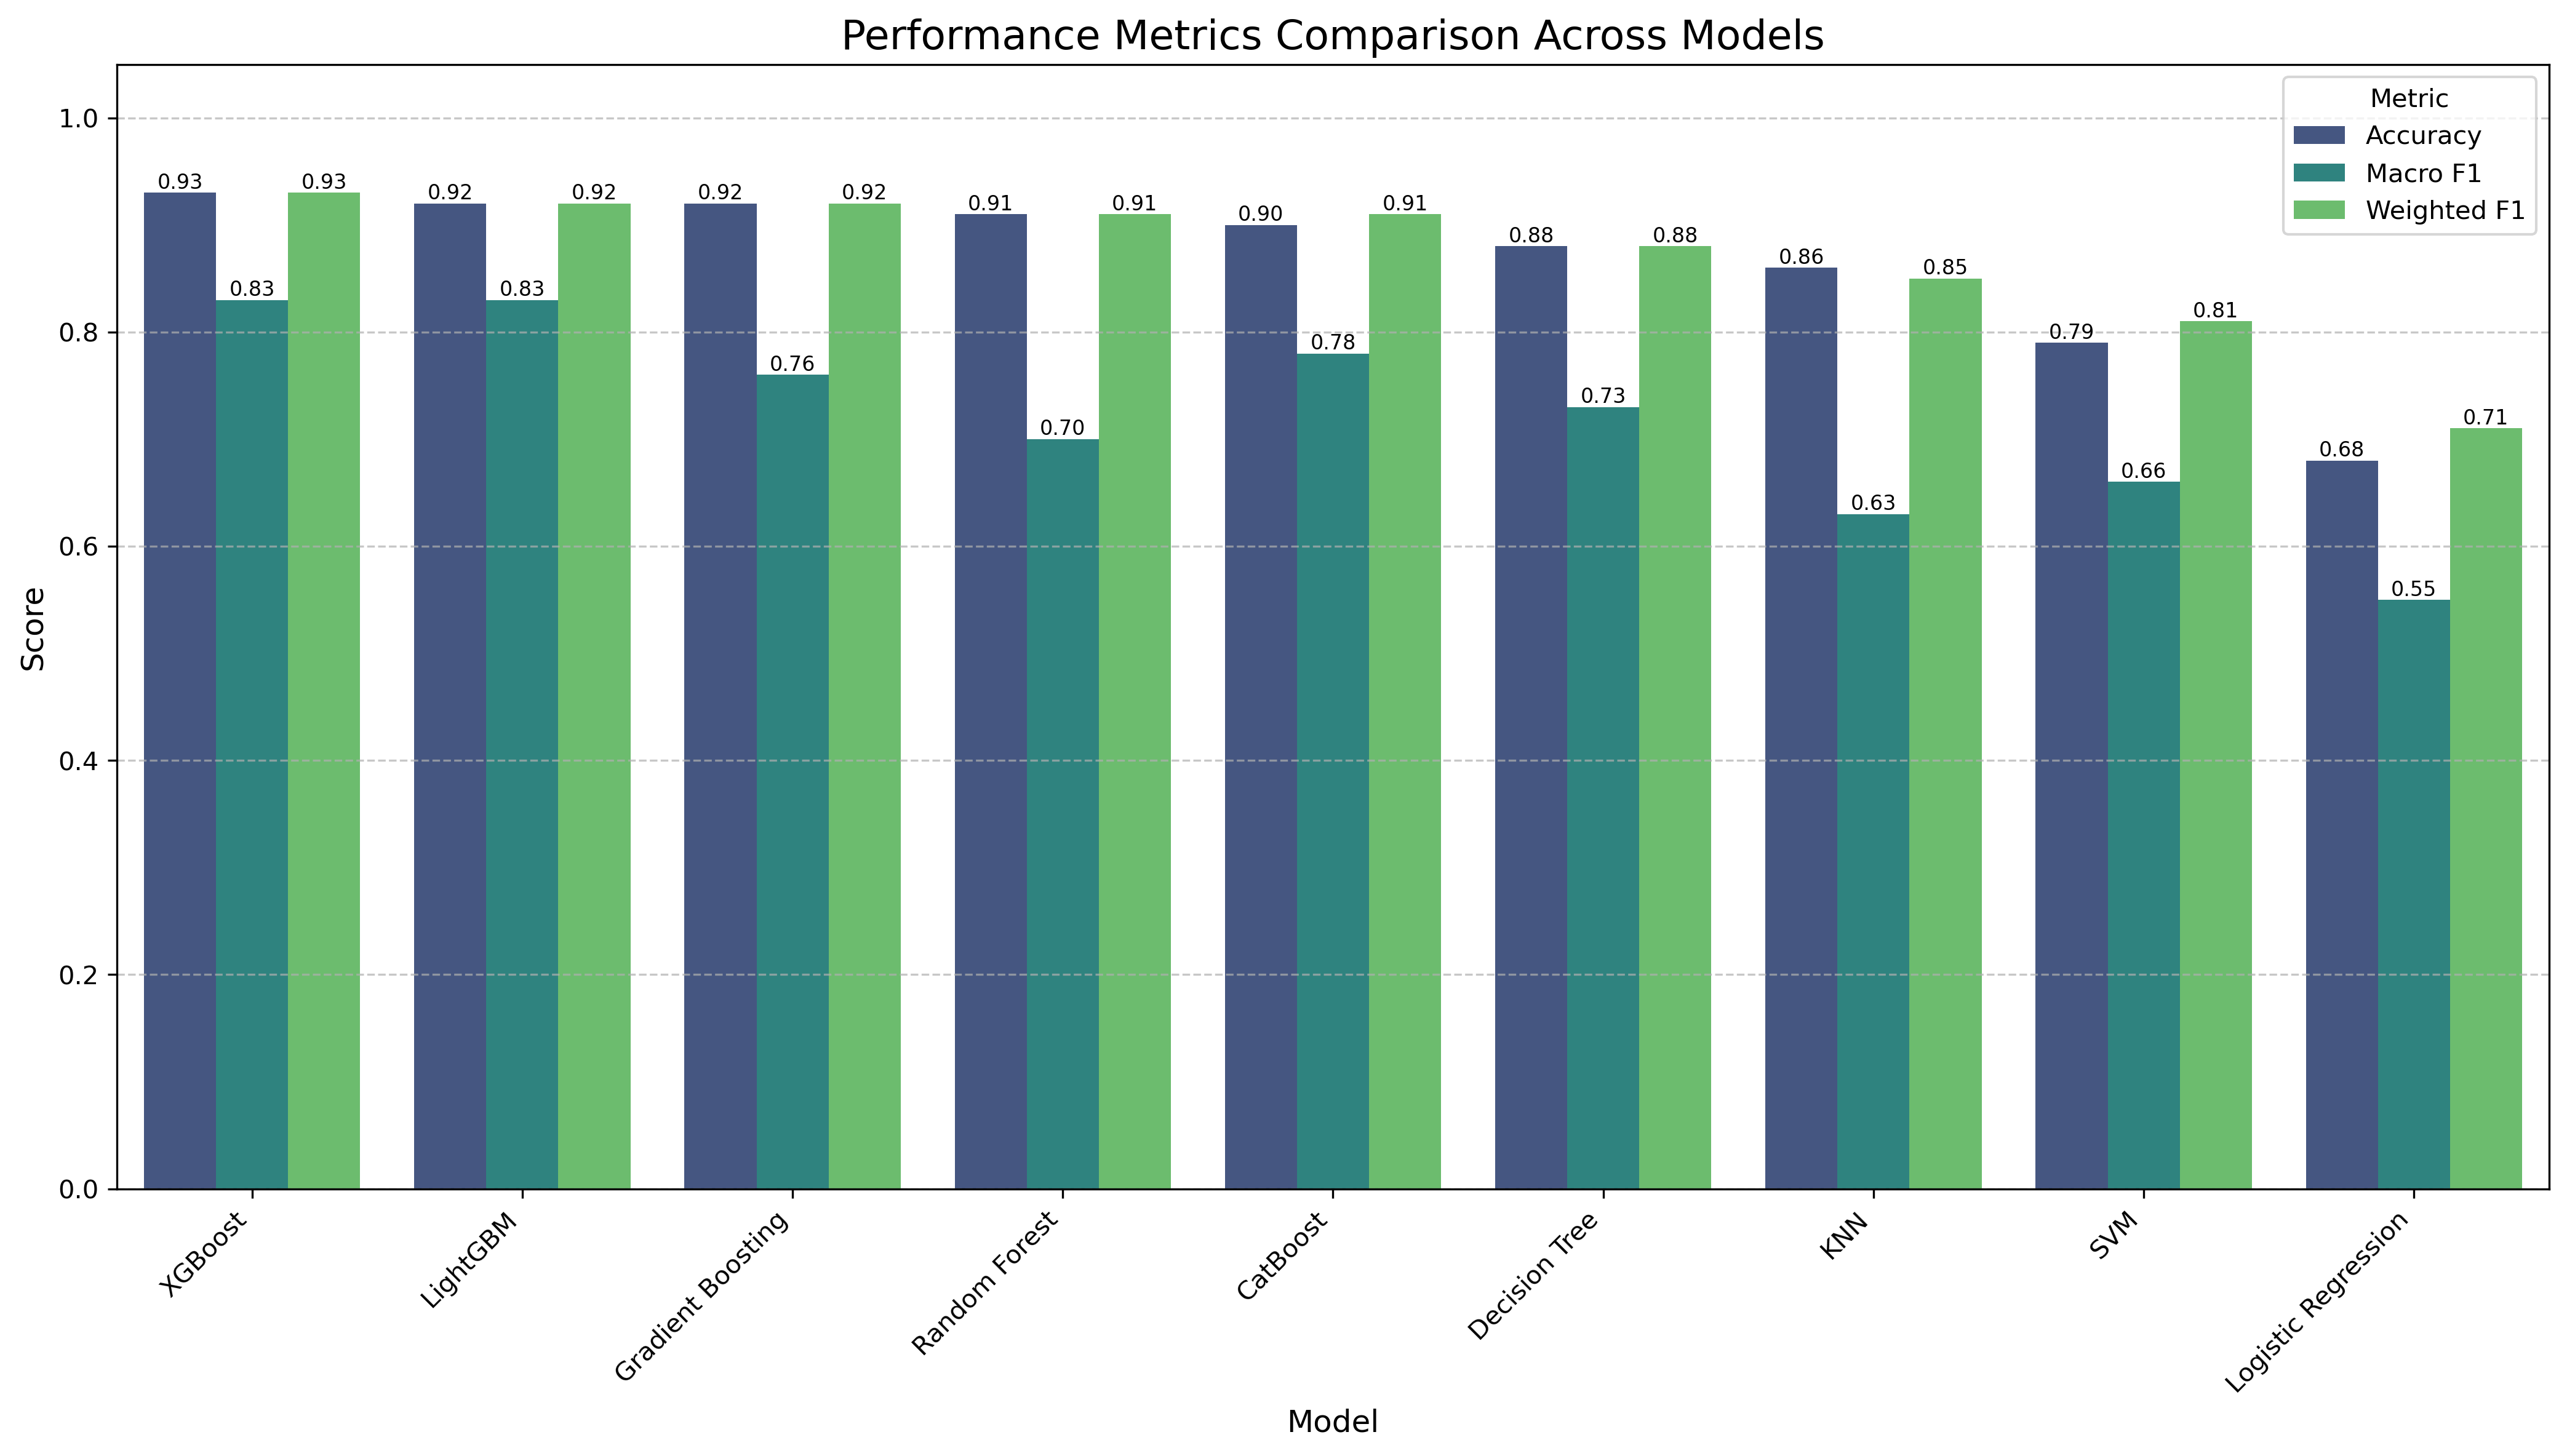 Performance Metrics Comparison Across Models
Metric
Accuracy
Macro F1
Weighted F1
Score
1.0
0.8
0.6
0.4
0.2
0.0
0.93 0.83 0.93
0.92 0.83 0.92
0.92 0.76 0.92
0.91 0.70 0.91
0.90 0.78 0.91
0.88 0.73 0.88
0.86 0.63 0.85
0.79 0.66 0.81
0.68 0.55 0.71
XGBoost
LightGBM
Gradient Boosting
Random Forest
CatBoost
Decision Tree
KNN
SVM
Logistic Regression
Model